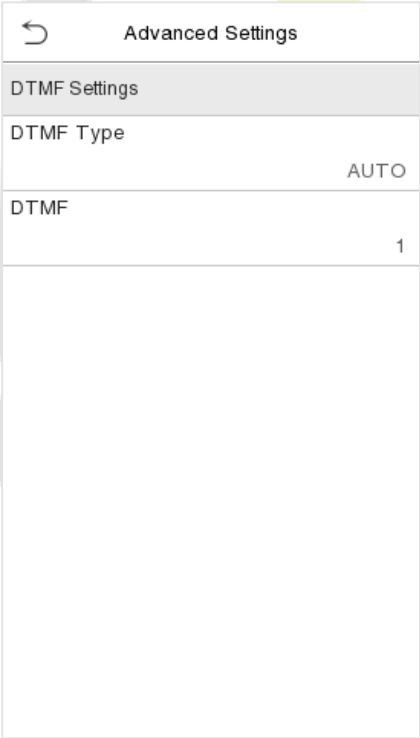 Advanced Settings
DTMF Settings
DTMF Type
AUTO
DTMF
1